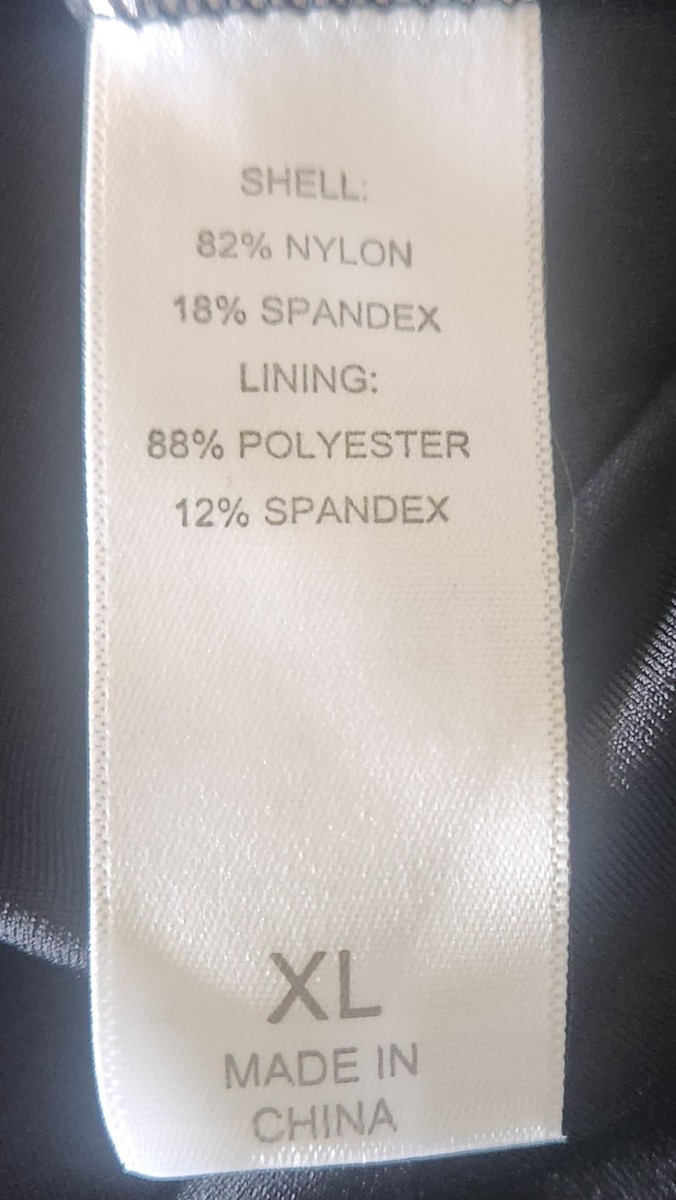 SHELL:
82% NYLON
18% SPANDEX
LINING:
88% POLYESTER
12% SPANDEX
XL
MADE IN
CHINA